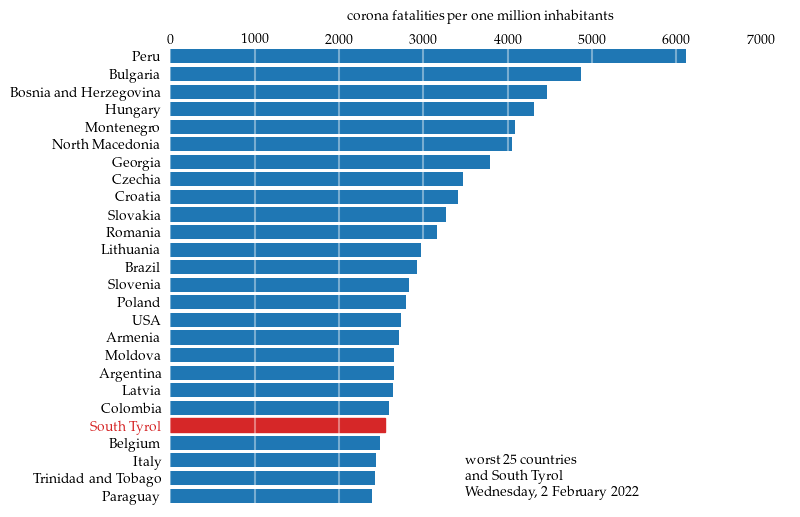 corona fatalities per one million inhabitants
0 1000 2000 3000 4000 5000 6000 7000
Peru
Bulgaria
Bosnia and Herzegovina
Hungary
Montenegro
North Macedonia
Georgia
Czechia
Croatia
Slovakia
Romania
Lithuania
Brazil
Slovenia
Poland
USA
Armenia
Moldova
Argentina
Latvia
Colombia
South Tyrol
Belgium
Italy
Trinidad and Tobago
Paraguay
worst 25 countries
and South Tyrol
Wednesday, 2 February 2022